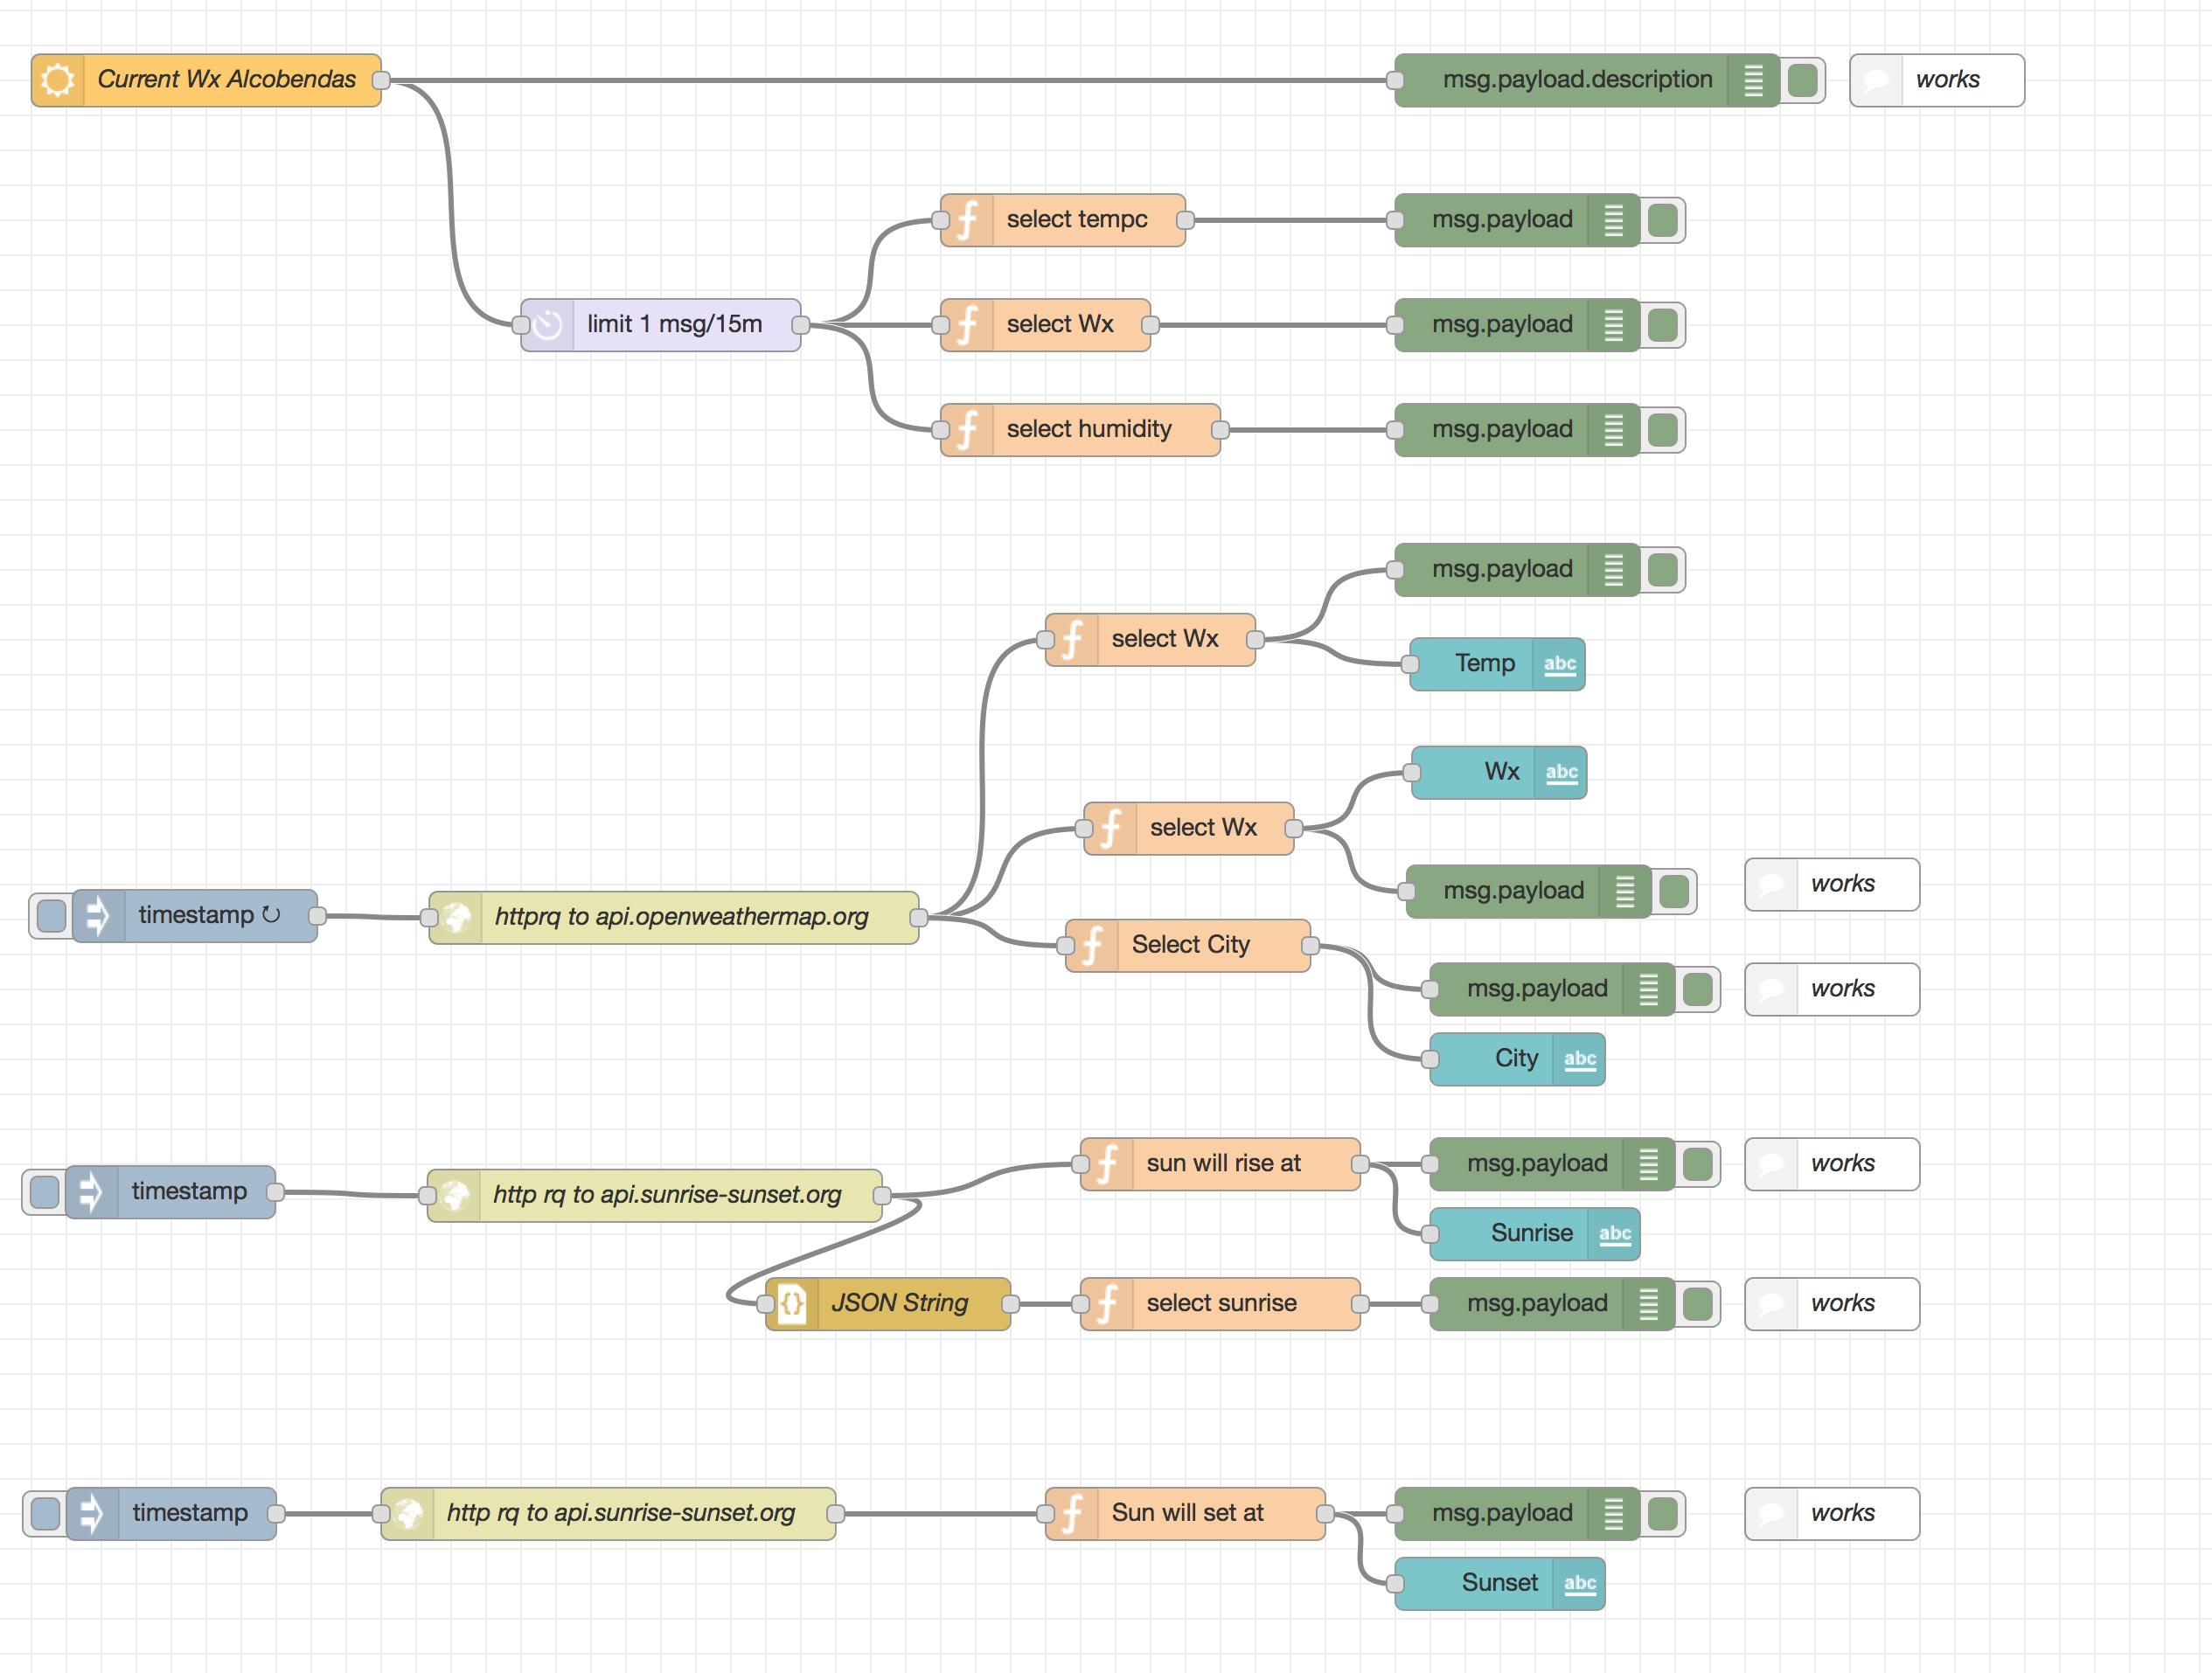 Current Wx Alcobendas
msg.payload.description
works
select tempc
msg.payload
limit 1 msg/15m
select Wx
msg.payload
select humidity
msg.payload
msg.payload
select Wx
Temp
abc
Wx
abc
select Wx
msg.payload
works
timestamp ↻
httprq to api.openweathermap.org
Select City
msg.payload
works
City
abc
timestamp
http rq to api.sunrise-sunset.org
sun will rise at
msg.payload
works
Sunrise
abc
JSON String
select sunrise
msg.payload
works
timestamp
http rq to api.sunrise-sunset.org
Sun will set at
msg.payload
works
Sunset
abc